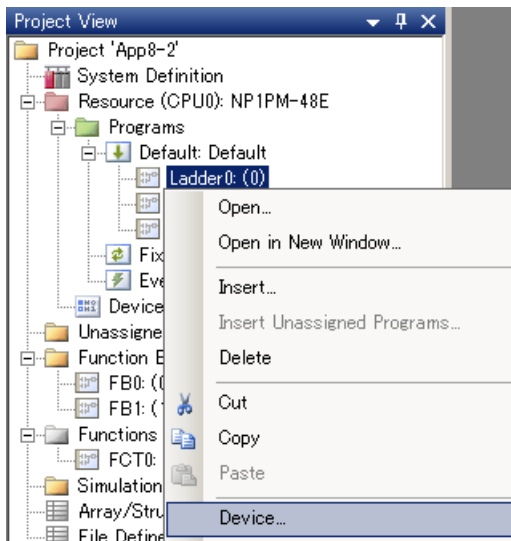 Project View
Project 'App8-2'
System Definition
Resource (CPU0): NP1PM-48E
Programs
Default: Default
Ladder0: (0)
Open...
Open in New Window...
Fix
Eve
Insert...
Device
Insert Unassigned Programs...
Unassigne
Delete
Function E
FB0: (0
Cut
FB1: (1
Copy
Functions
Paste
FCT0:
Simulation
Array/Stru
Device...
File Define